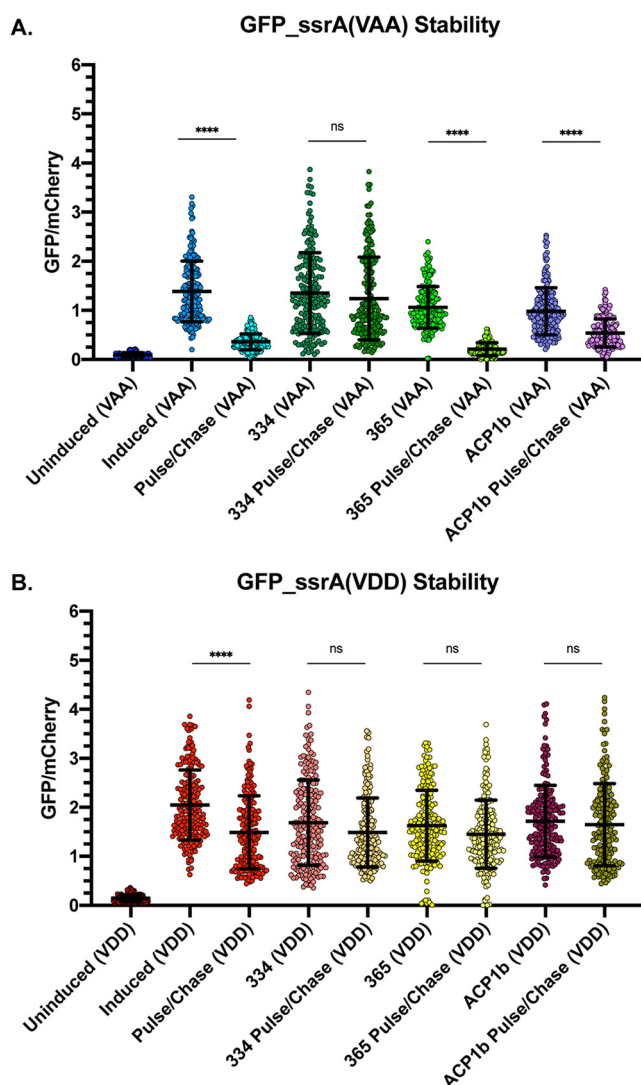 A.
GFP_ssrA(VAA) Stability
6
5
4
3
2
1
0
GFP/mCherry
****
ns
****
****
Uninduced (VAA)
Induced (VAA)
Pulse/Chase (VAA)
334 (VAA)
334 Pulse/Chase (VAA)
365 (VAA)
365 Pulse/Chase (VAA)
ACP1b (VAA)
ACP1b Pulse/Chase (VAA)
B.
GFP_ssrA(VDD) Stability
6
5
4
3
2
1
0
GFP/mCherry
****
ns
ns
ns
Uninduced (VDD)
Induced (VDD)
Pulse/Chase (VDD)
334 (VDD)
334 Pulse/Chase (VDD)
365 (VDD)
365 Pulse/Chase (VDD)
ACP1b (VDD)
ACP1b Pulse/Chase (VDD)